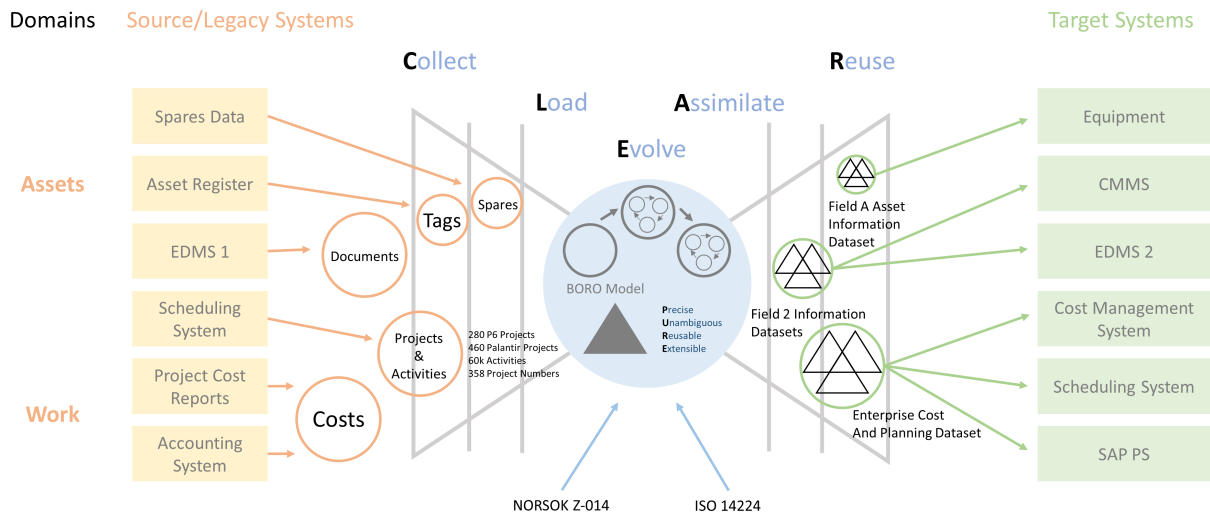 Domains
Source/Legacy Systems
Target Systems
Collect
Reuse
Load
Assimilate
Evolve
Assets
Work
Spares Data
Asset Register
EDMS 1
Scheduling
System
Project Cost
Reports
Accounting
System
Documents
Tags
Spares
Projects
&
Activities
Costs
280 P6 Projects
460 Palantir Projects
60k Activities
358 Project Numbers
BORO Model
Precise
Unambiguous
Reusable
Extensible
NORSOK Z-014
ISO 14224
Field A Asset
Information
Dataset
Field 2 Information
Datasets
Enterprise Cost
And Planning Dataset
Equipment
CMMS
EDMS 2
Cost Management
System
Scheduling System
SAP PS